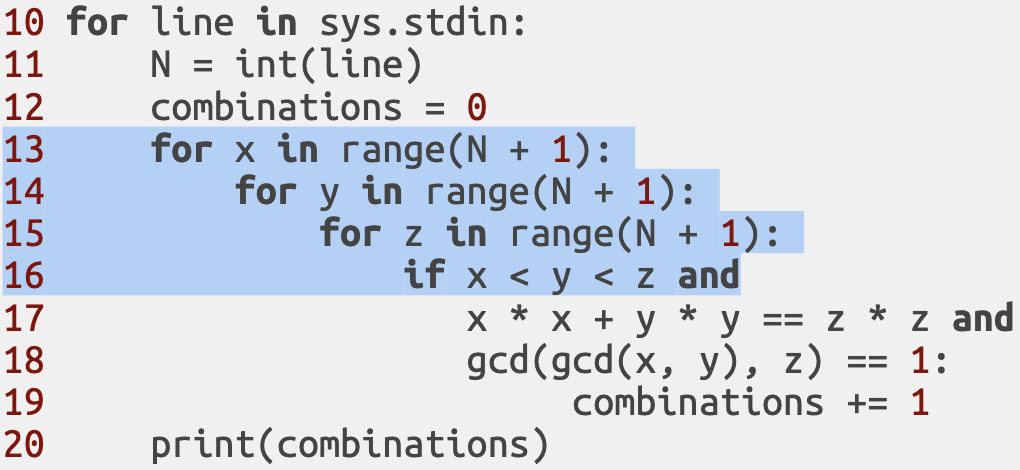 10 for line in sys.stdin:
11     N = int(line)
12     combinations = 0
13     for x in range(N + 1):
14         for y in range(N + 1):
15             for z in range(N + 1):
16                 if x < y < z and
17                    x * x + y * y == z * z and
18                    gcd(gcd(x, y), z) == 1:
19                         combinations += 1
20     print(combinations)